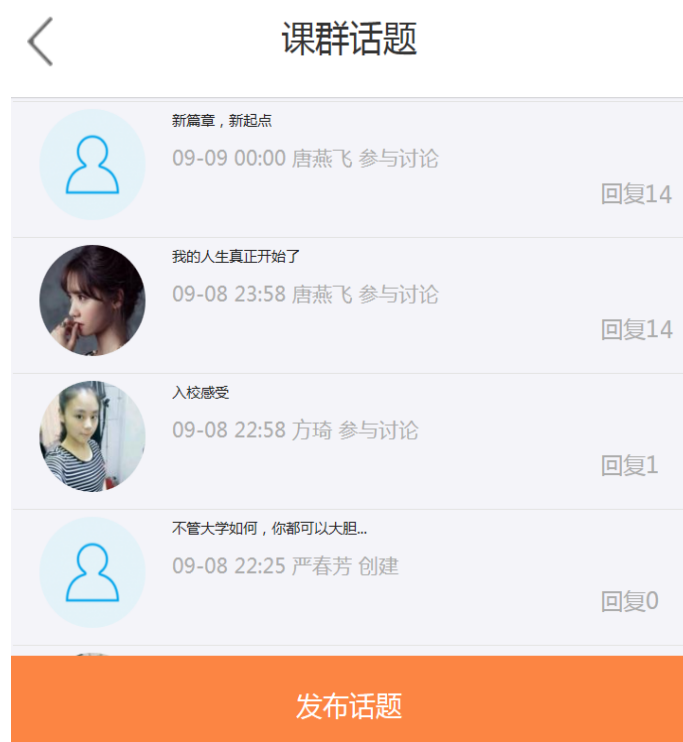 课群话题
新篇章，新起点
09-09 00:00 唐燕飞 参与讨论
回复14
我的人生真正开始了
09-08 23:58 唐燕飞 参与讨论
回复14
入校感受
09-08 22:58 方琦 参与讨论
回复1
不管大学如何，你都可以大胆...
09-08 22:25 严春芳 创建
回复0
发布话题